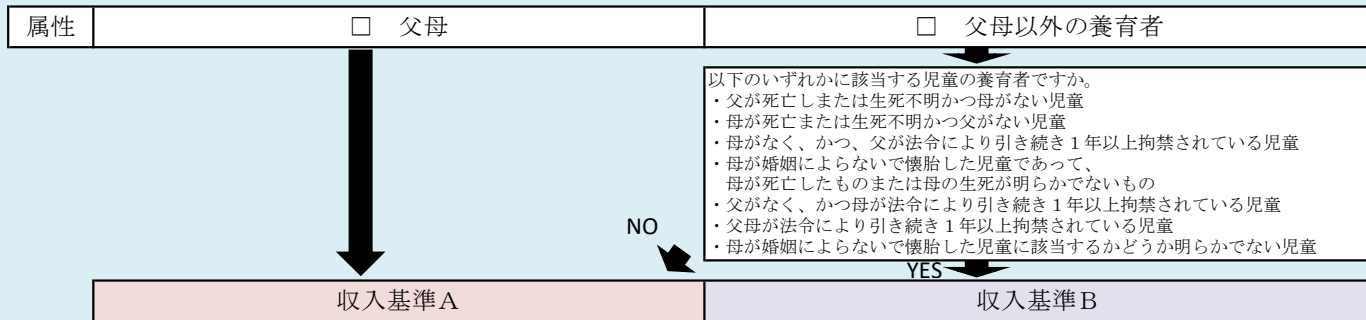 属性
□ 父母
□ 父母以外の養育者
以下のいずれかに該当する児童の養育者ですか。
・父が死亡しまたは生死不明かつ母がない児童
・母が死亡または生死不明かつ父がない児童
・母がなく、かつ、父が法令により引き続き１年以上拘禁されている児童
・母が婚姻によらないで懐胎した児童であって、
母が死亡したものまたは母の生死が明らかでないもの
・父がなく、かつ母が法令により引き続き１年以上拘禁されている児童
・父母が法令により引き続き１年以上拘禁されている児童
・母が婚姻によらないで懐胎した児童に該当するかどうか明らかでない児童
NO
YES
収入基準Ａ
収入基準Ｂ